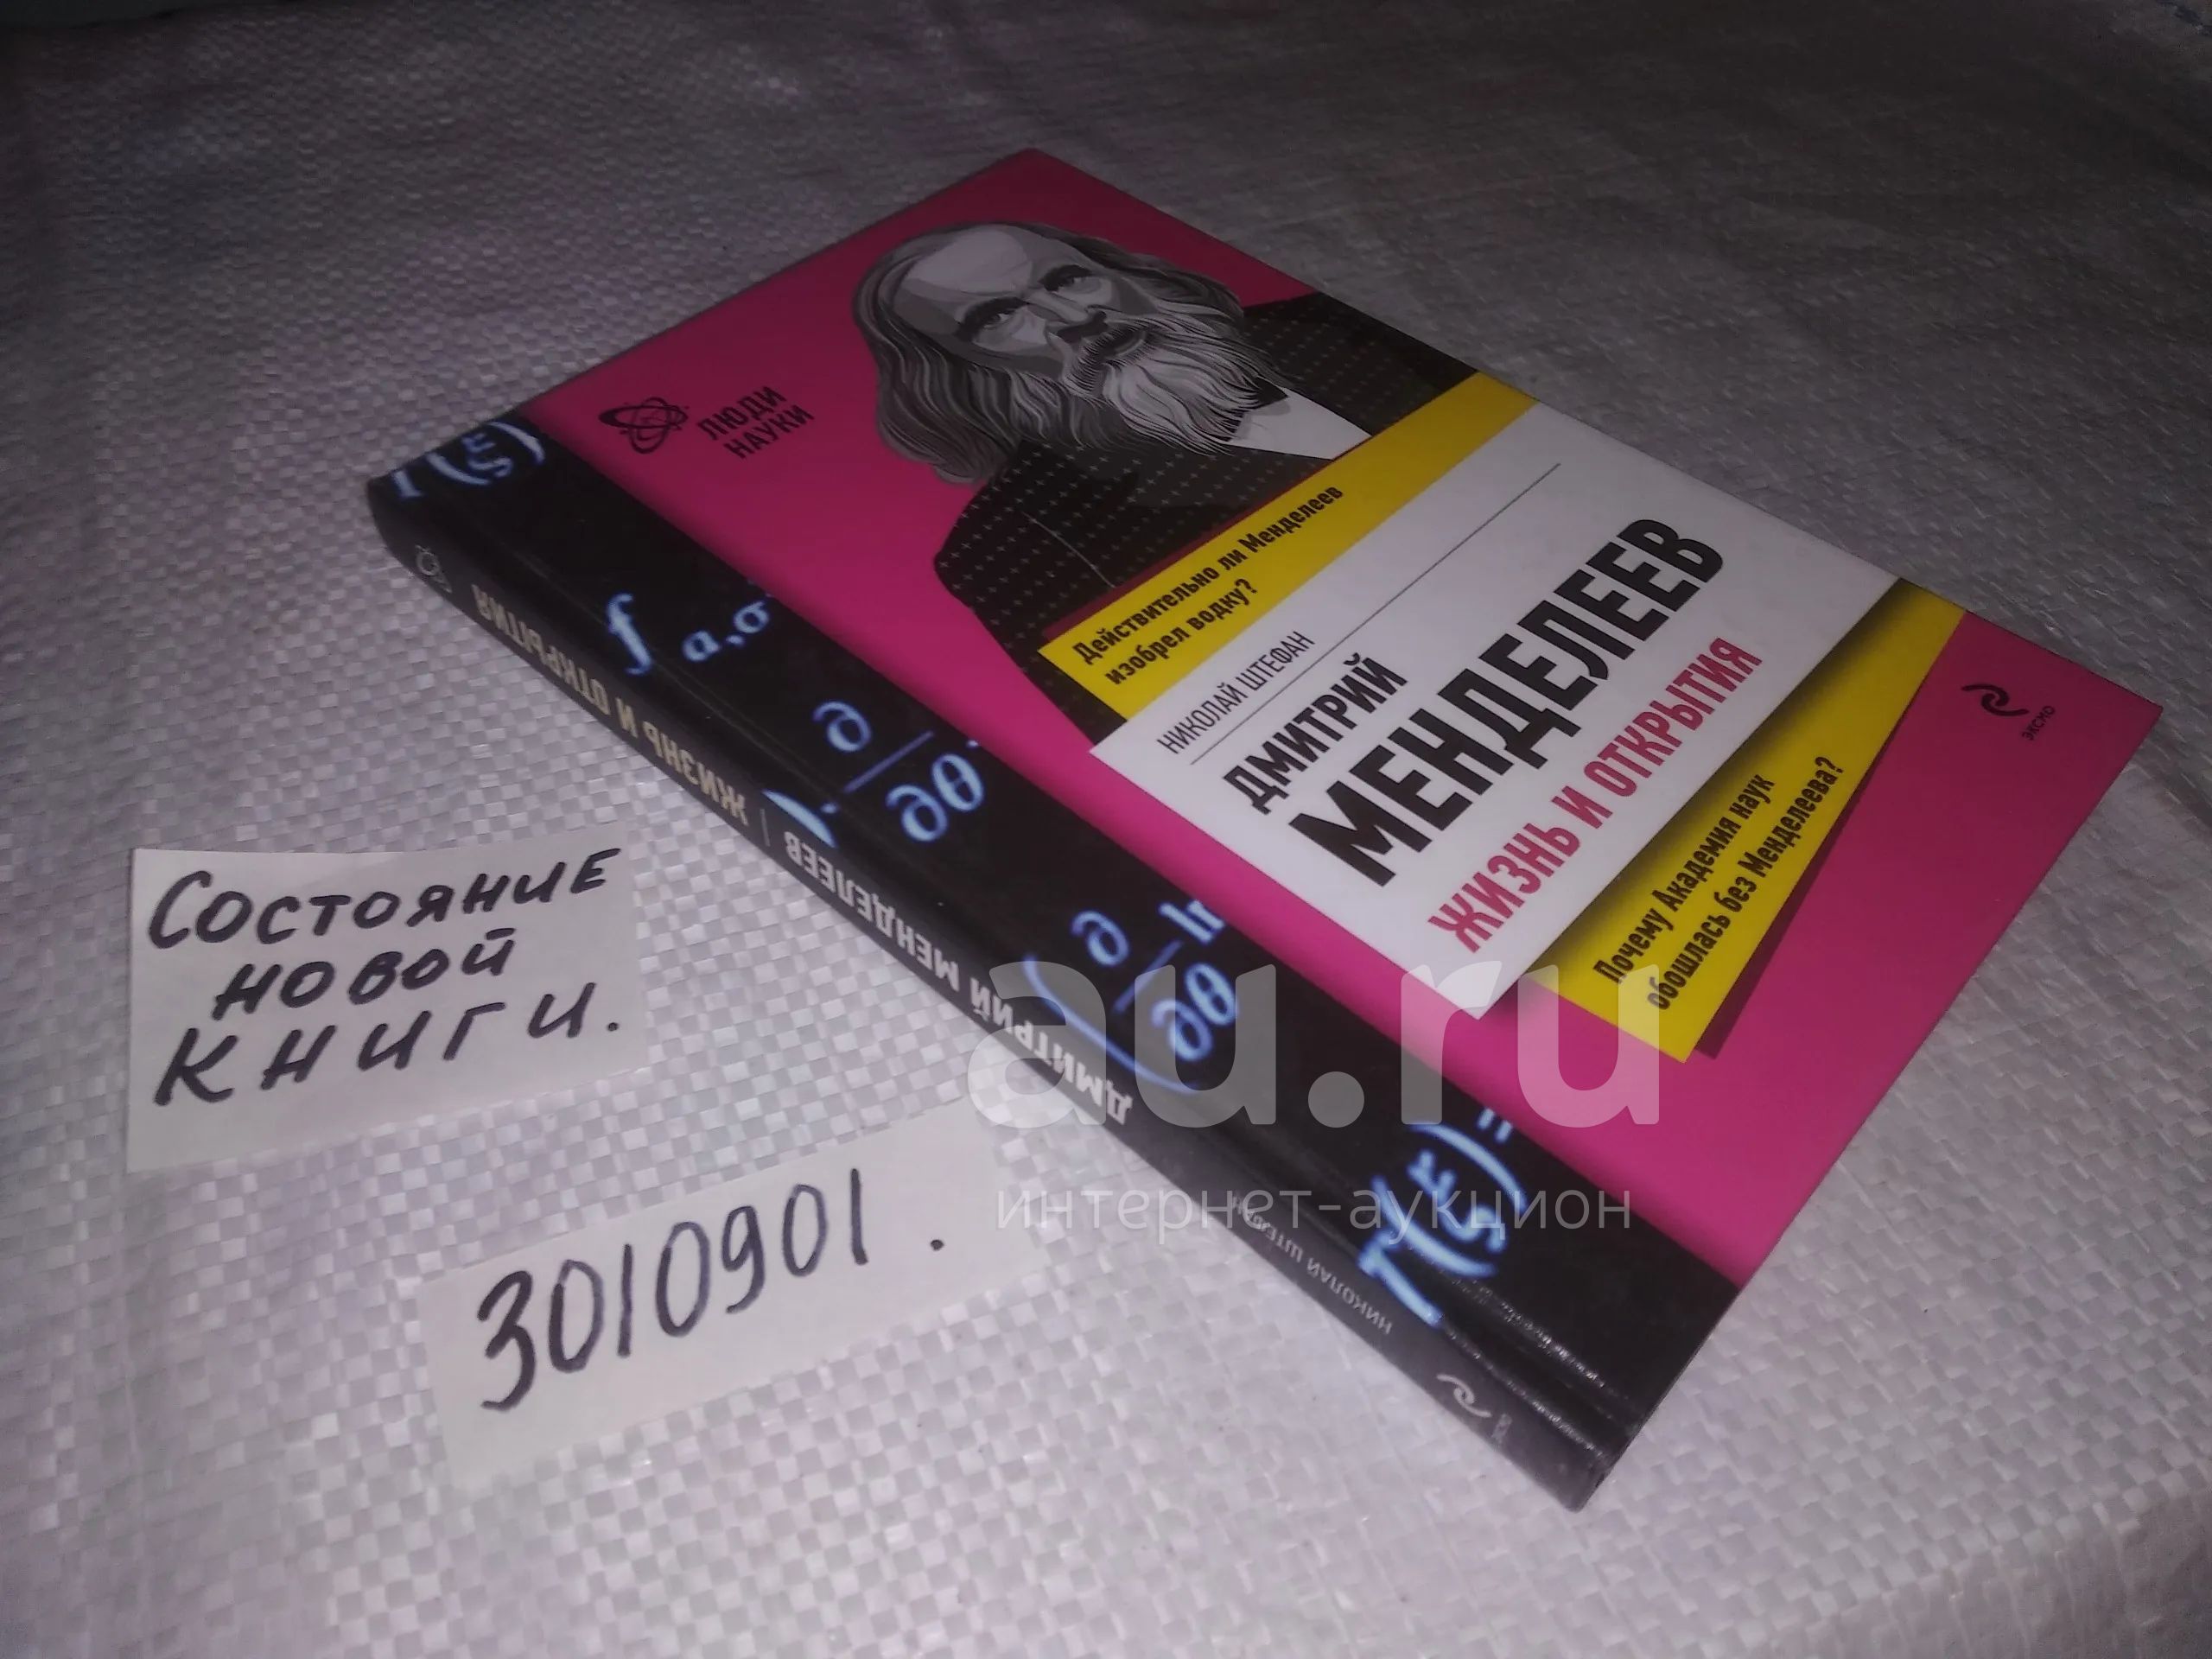 ЛЮДИ
НАУКИ
Действительно ли Менделеев
изобрел водку?
НИКОЛАЙ ШТЕФАН
ДМИТРИЙ
МЕНДЕЛЕЕВ
ЖИЗНЬ И ОТКРЫТИЯ
Почему Академия наук
обошлась без Менделеева?
ЭКСМО
f a,σ
∂
∂θ
∂
∂θ
ln
Τ(ξ)=
НИКОЛАЙ ШТЕФАН
ДМИТРИЙ МЕНДЕЛЕЕВ | ЖИЗНЬ И ОТКРЫТИЯ
Состояние
новой
книги.
3010901.
au.ru
интернет-аукцион